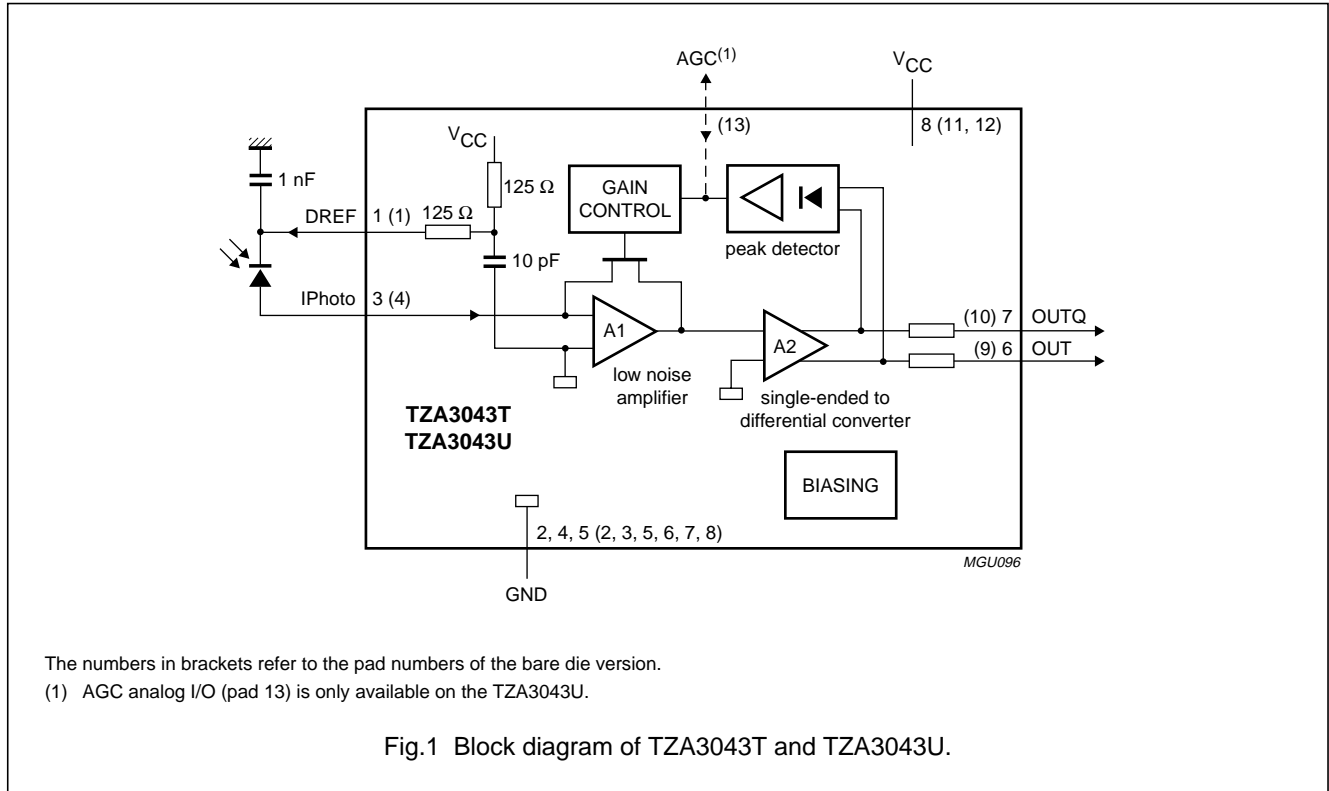 AGC(1)
VCC
(13)
8 (11, 12)
VCC
1 nF
125 Ω
GAIN
CONTROL
DREF
1 (1)
125 Ω
peak detector
10 pF
IPhoto
3 (4)
A1
A2
(10) 7
OUTQ
(9) 6
OUT
low noise
amplifier
single-ended to
differential converter
TZA3043T
TZA3043U
BIASING
2, 4, 5 (2, 3, 5, 6, 7, 8)
MGU096
GND
The numbers in brackets refer to the pad numbers of the bare die version.
(1) AGC analog I/O (pad 13) is only available on the TZA3043U.
Fig.1 Block diagram of TZA3043T and TZA3043U.